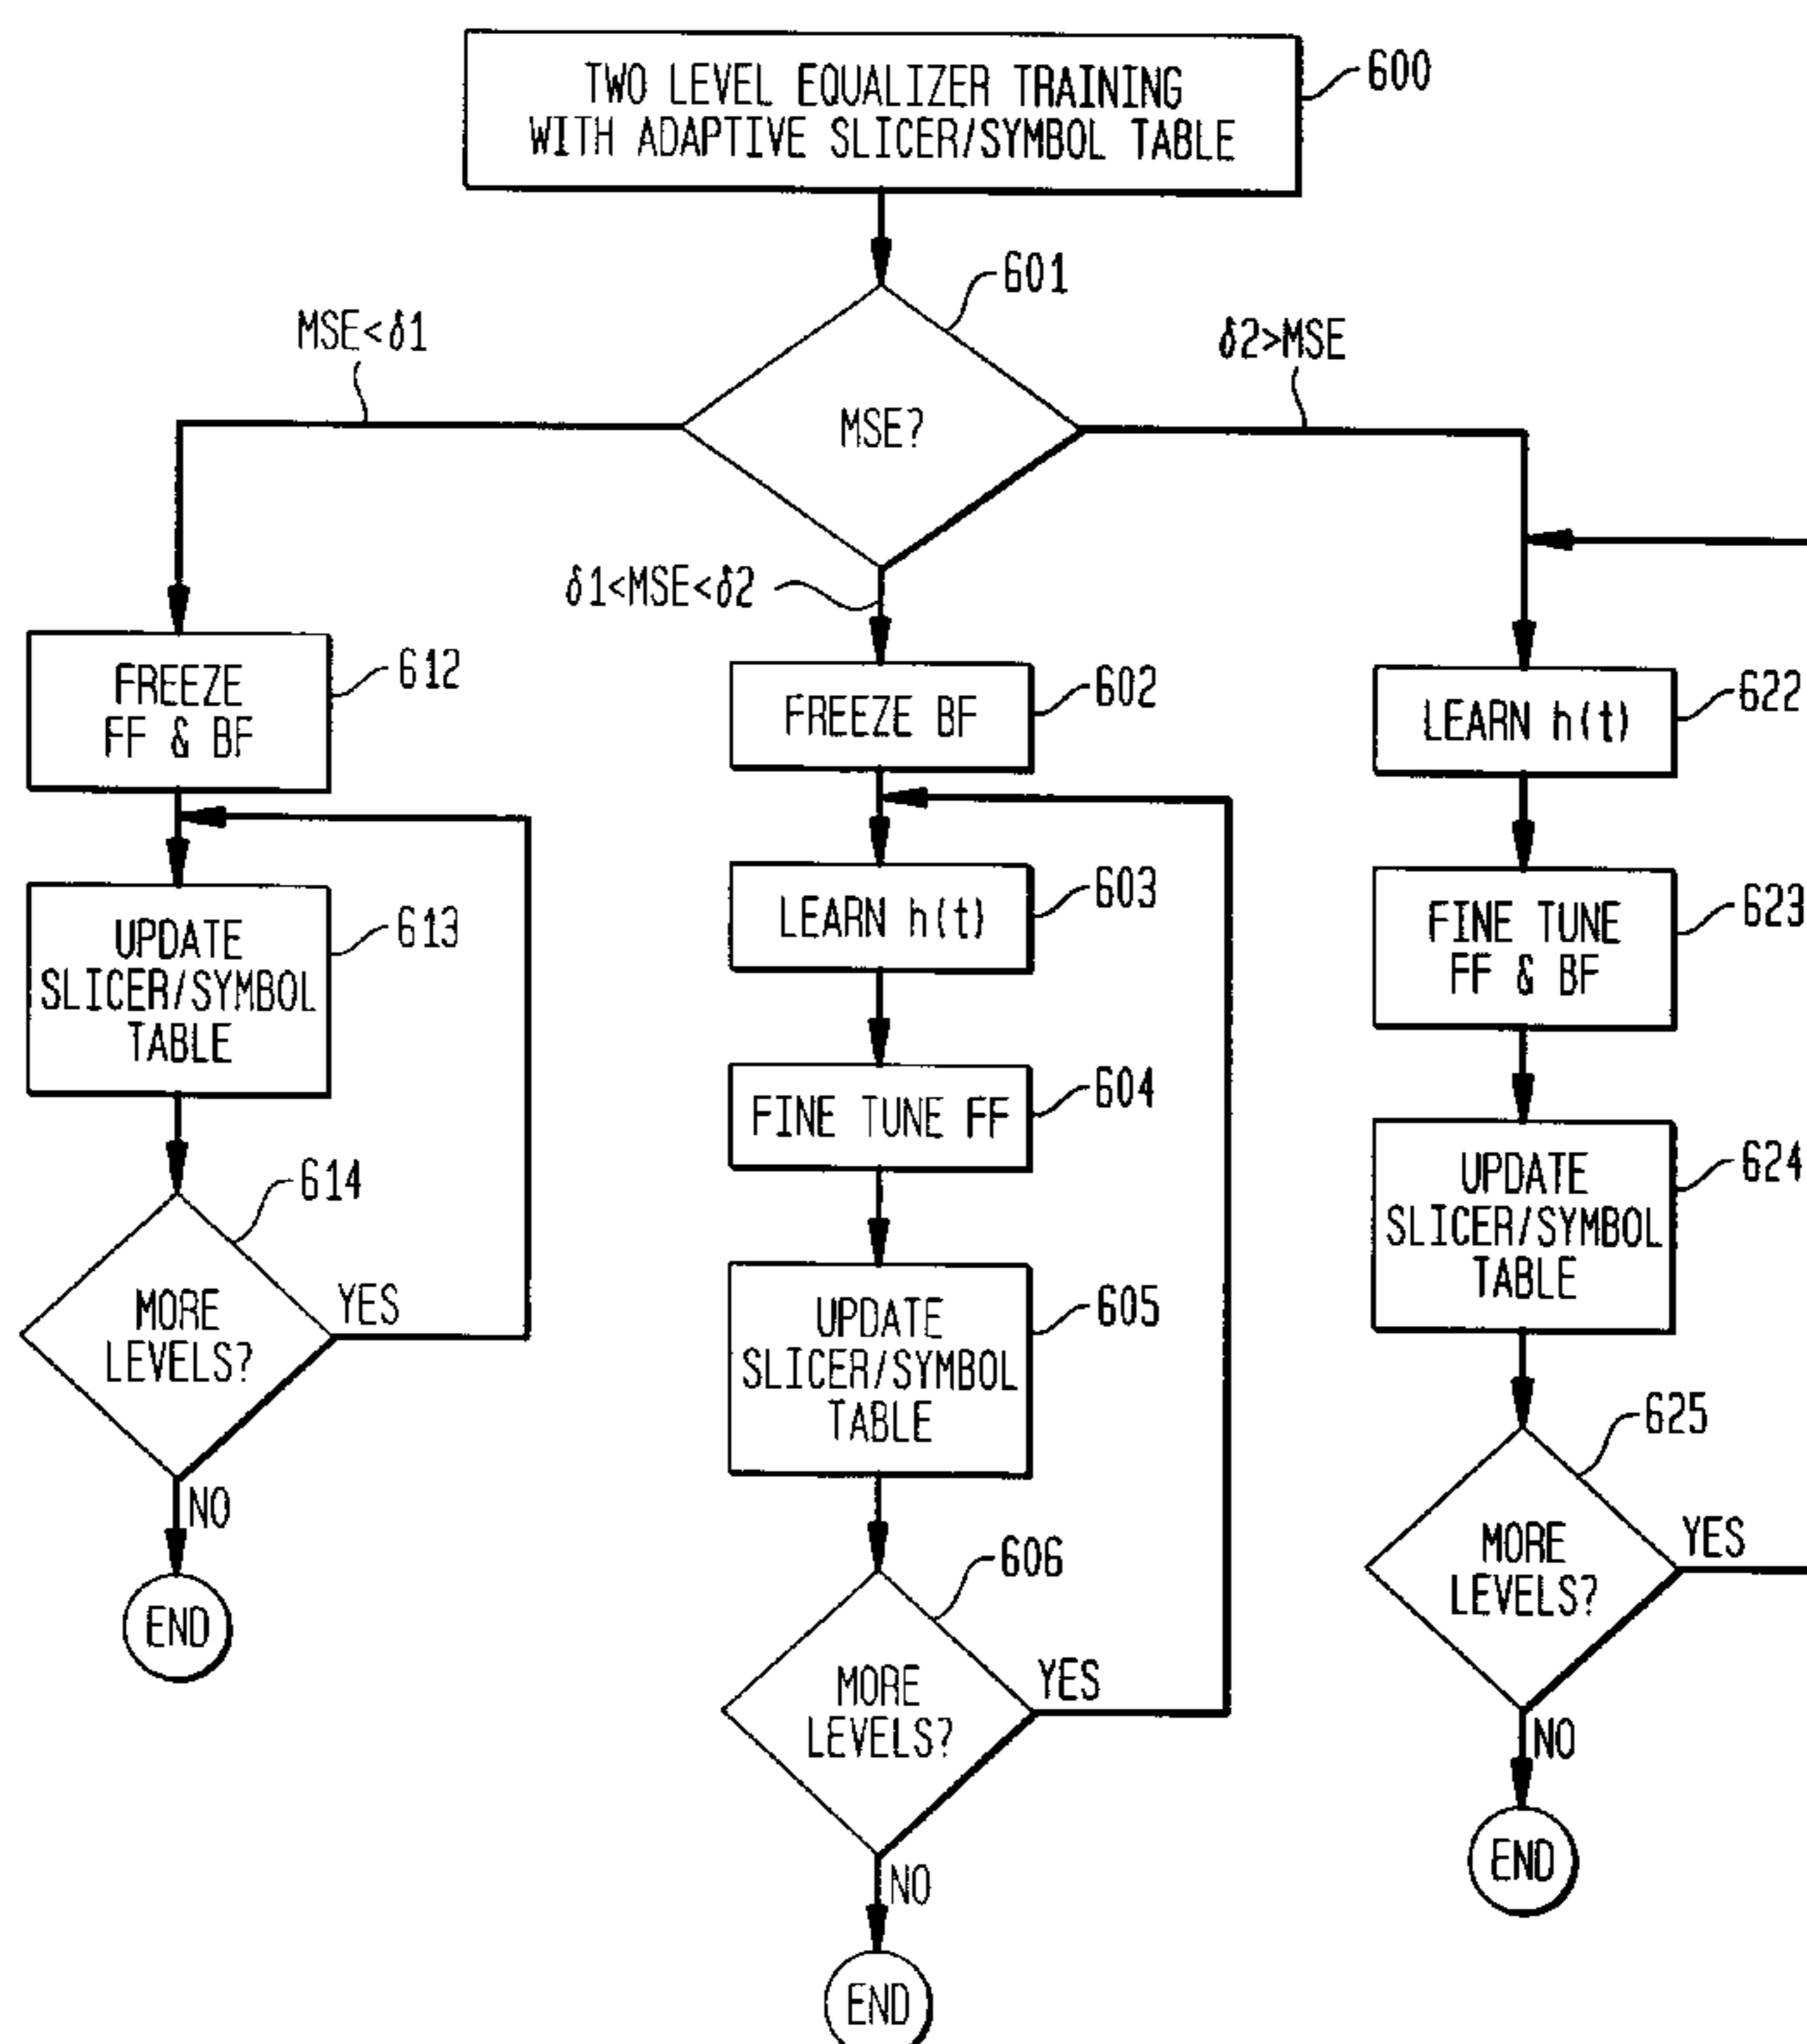 TWO LEVEL EQUALIZER TRAINING
WITH ADAPTIVE SLICER/SYMBOL TABLE
600
601
MSE?
MSE<δ1
δ1<MSE<δ2
δ2>MSE
FREEZE
FF & BF
612
UPDATE
SLICER/SYMBOL
TABLE
613
MORE
LEVELS?
614
YES
NO
END
FREEZE BF
602
LEARN h(t)
603
FINE TUNE FF
604
UPDATE
SLICER/SYMBOL
TABLE
605
MORE
LEVELS?
606
YES
NO
END
LEARN h(t)
622
FINE TUNE
FF & BF
623
UPDATE
SLICER/SYMBOL
TABLE
624
MORE
LEVELS?
625
YES
NO
END